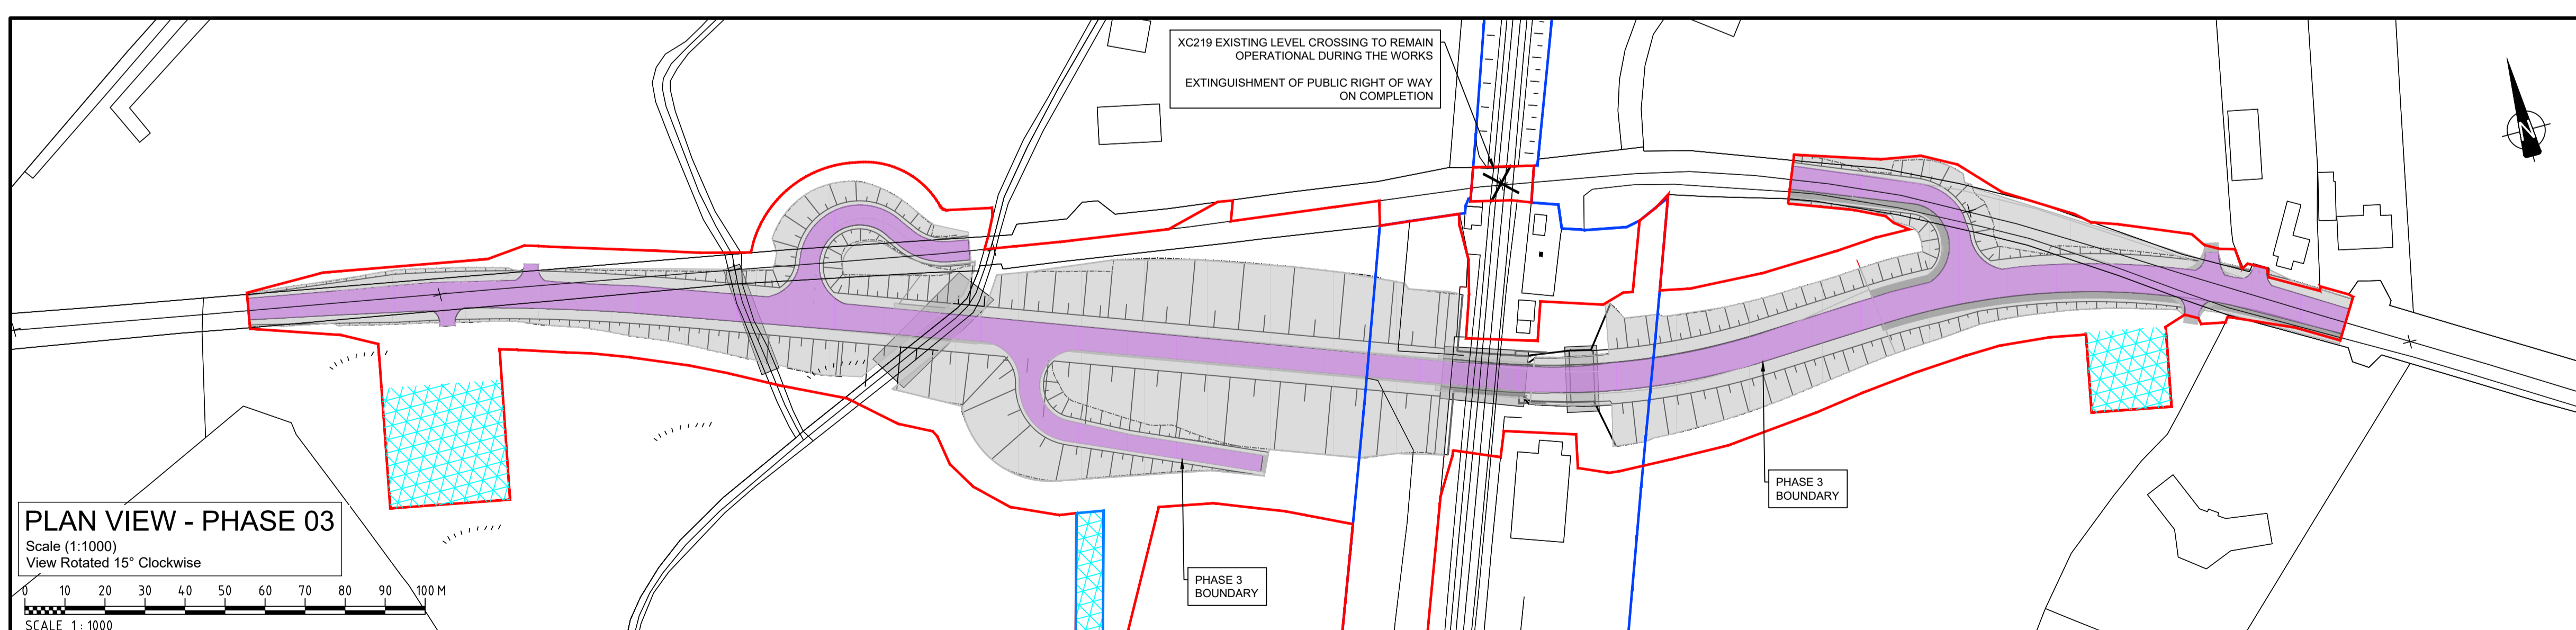 XC219 EXISTING LEVEL CROSSING TO REMAIN
OPERATIONAL DURING THE WORKS
EXTINGUISHMENT OF PUBLIC RIGHT OF WAY
ON COMPLETION
N
PHASE 3
BOUNDARY
PHASE 3
BOUNDARY
PLAN VIEW - PHASE 03
Scale (1:1000)
View Rotated 15° Clockwise
0 10 20 30 40 50 60 70 80 90 100 M
SCALE 1 : 1000